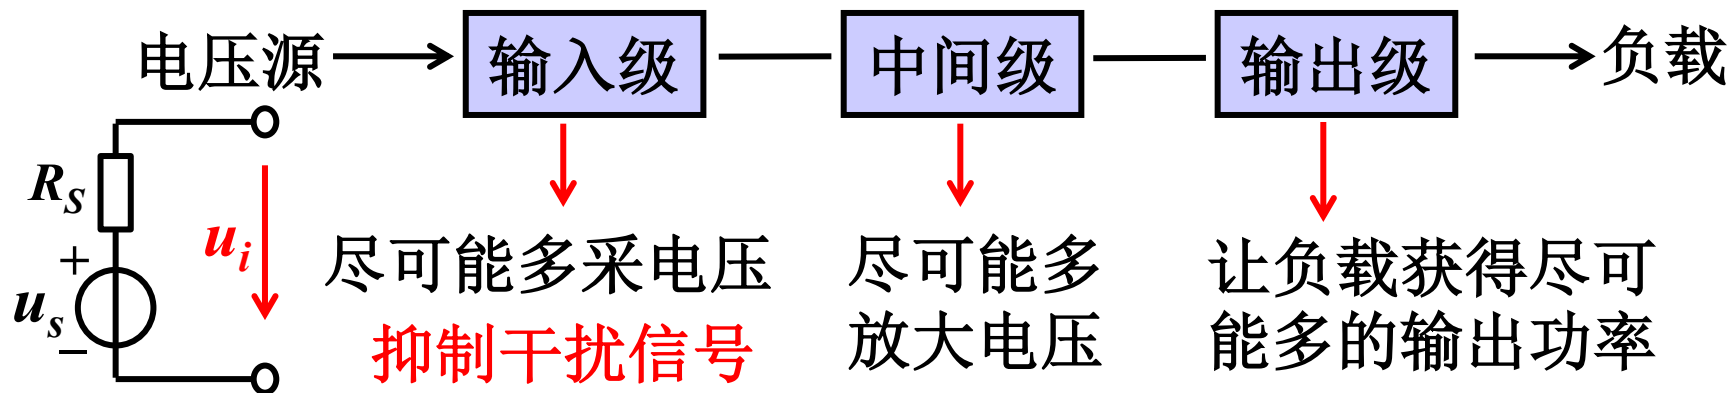 电压源 输入级 中间级 输出级 负载
R_S
u_i
+
u_s
−
尽可能多采电压
抑制干扰信号
尽可能多
放大电压
让负载获得尽可
能多的输出功率